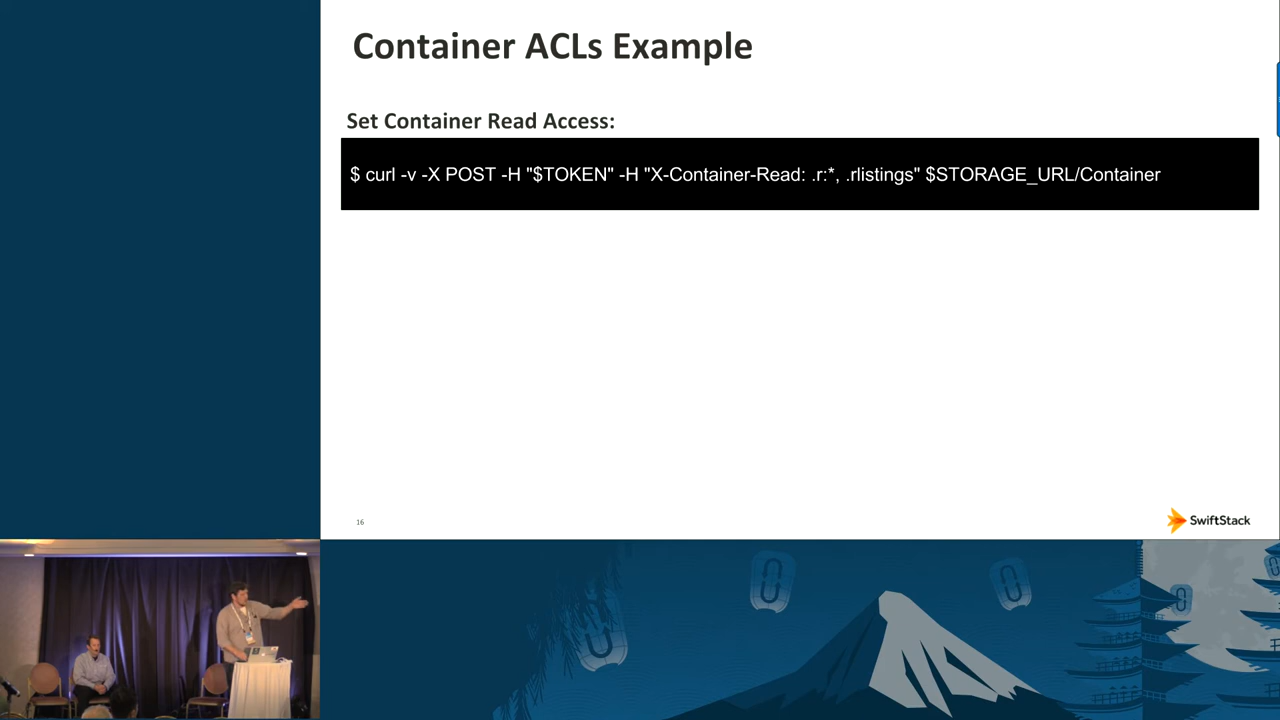 Container ACLs Example
Set Container Read Access:
$ curl -v -X POST -H "$TOKEN" -H "X-Container-Read: .r:*, .rlistings" $STORAGE_URL/Container
16
SwiftStack